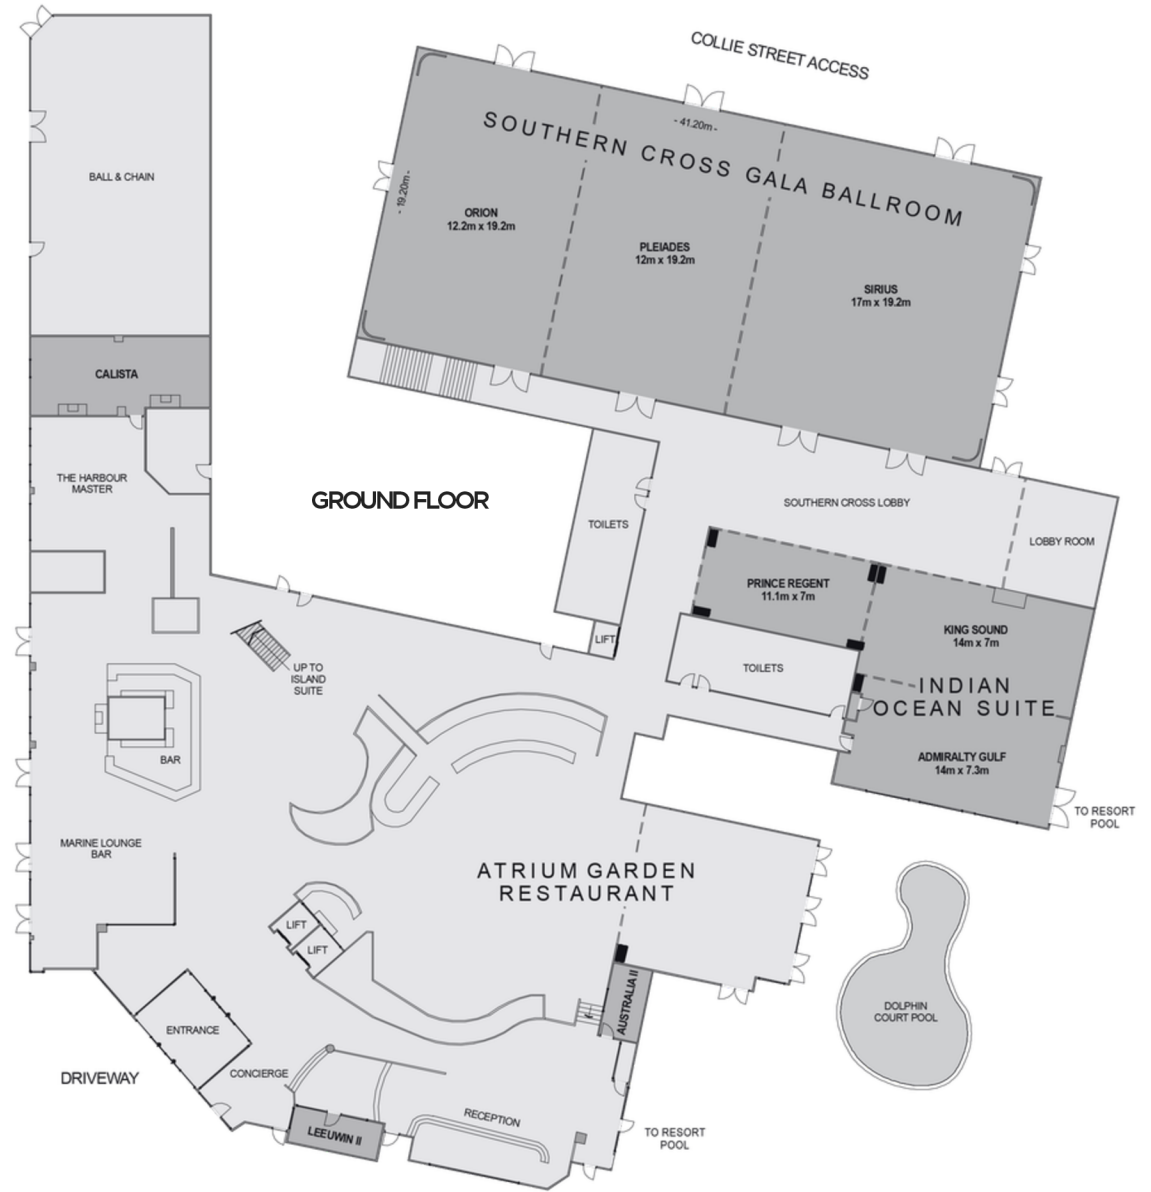 COLLIE STREET ACCESS
- 41.20m -
SOUTHERN CROSS GALA BALLROOM
- 19.20m -
BALL & CHAIN
ORION
12.2m x 19.2m
PLEIADES
12m x 19.2m
SIRIUS
17m x 19.2m
CALISTA
THE HARBOUR
MASTER
GROUND FLOOR
TOILETS
SOUTHERN CROSS LOBBY
LOBBY ROOM
PRINCE REGENT
11.1m x 7m
LIFT
KING SOUND
14m x 7m
TOILETS
UP TO
ISLAND
SUITE
INDIAN
OCEAN SUITE
BAR
ADMIRALTY GULF
14m x 7.3m
TO RESORT
POOL
MARINE LOUNGE
BAR
ATRIUM GARDEN
RESTAURANT
LIFT
LIFT
AUSTRALIA II
DOLPHIN
COURT POOL
ENTRANCE
DRIVEWAY
CONCIERGE
RECEPTION
LEEUWIN II
TO RESORT
POOL